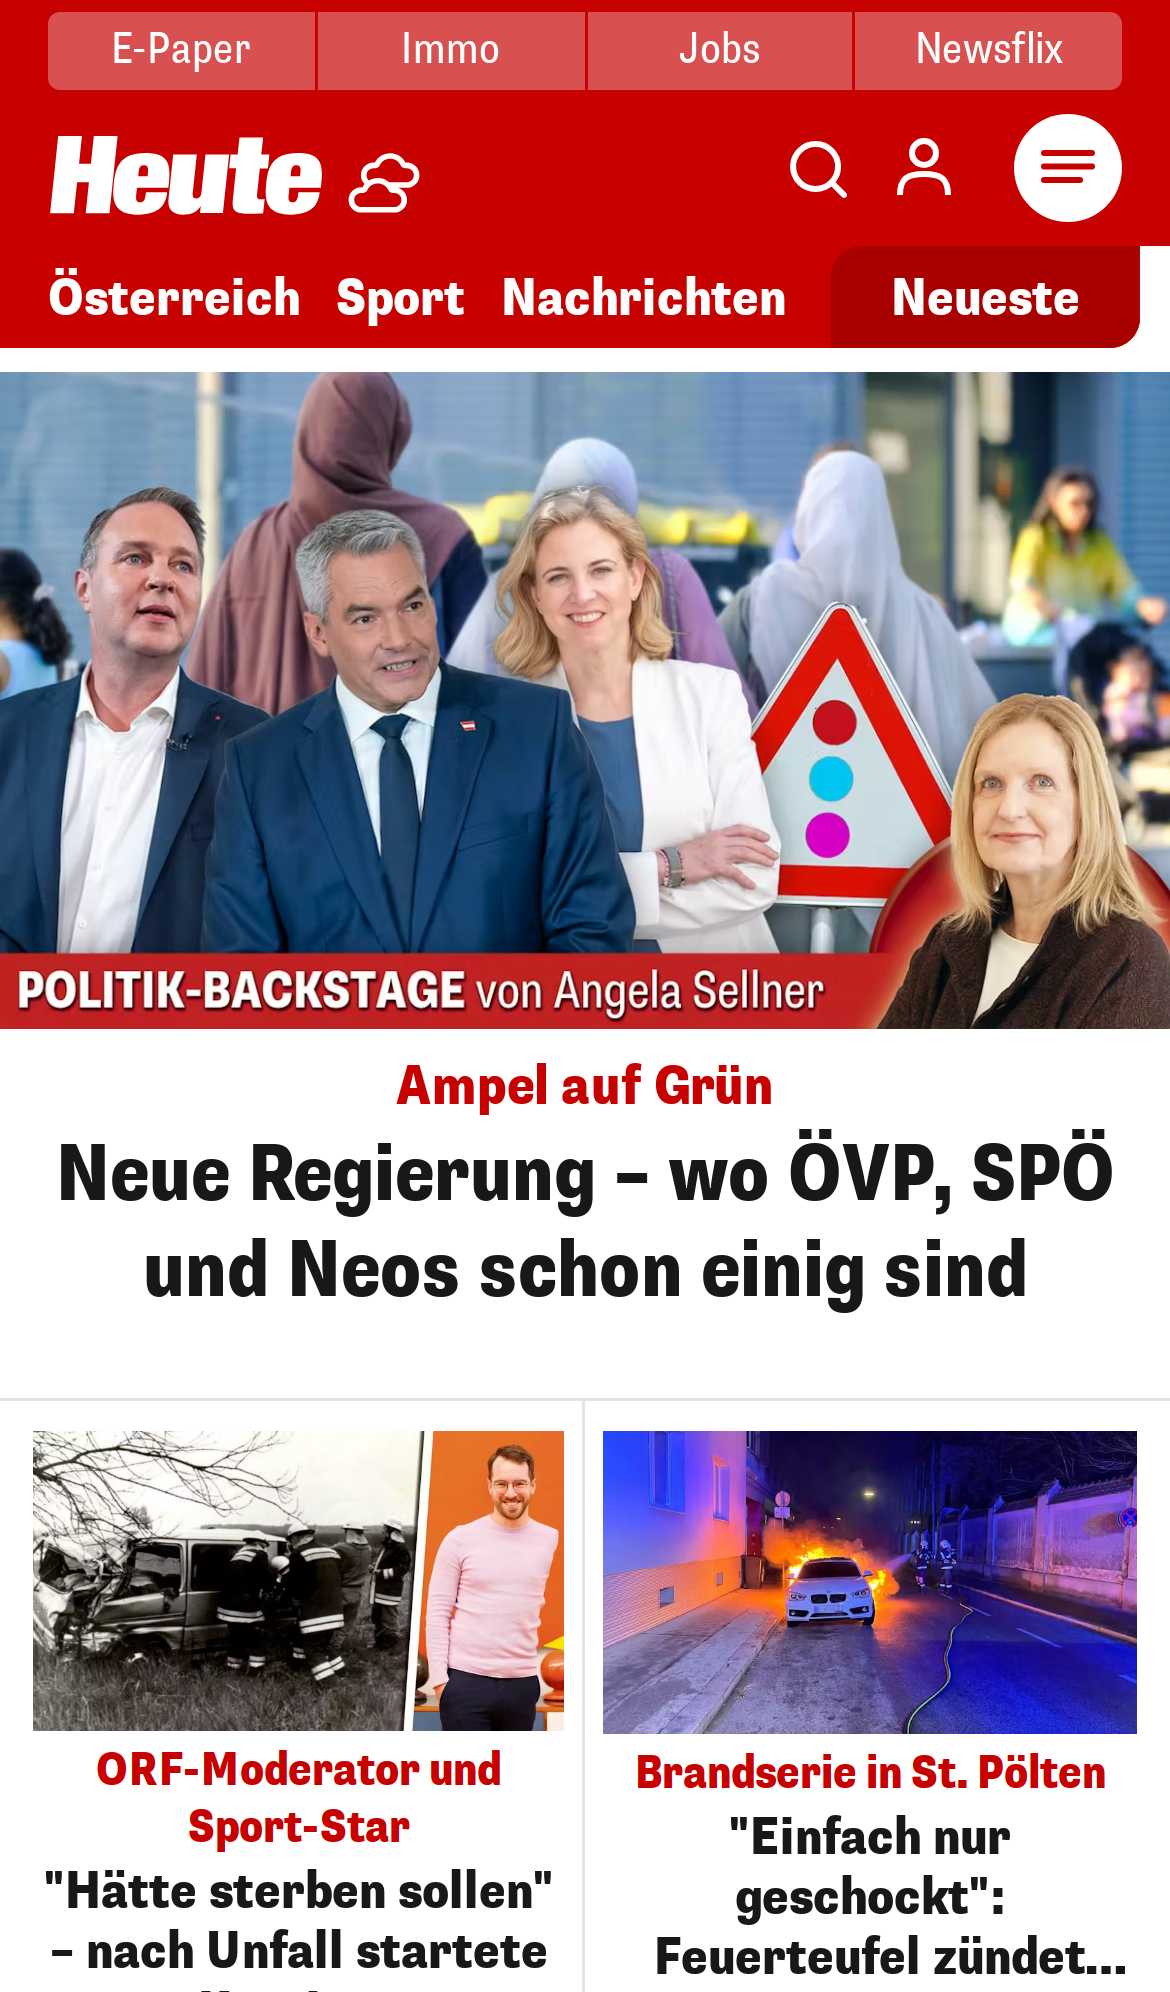 E-Paper
Immo
Jobs
Newsflix
Heute
Österreich
Sport
Nachrichten
Neueste
POLITIK-BACKSTAGE von Angela Sellner
Ampel auf Grün
Neue Regierung – wo ÖVP, SPÖ
und Neos schon einig sind
ORF-Moderator und
Sport-Star
"Hätte sterben sollen"
– nach Unfall startete
Brandserie in St. Pölten
"Einfach nur
geschockt":
Feuerteufel zündet...